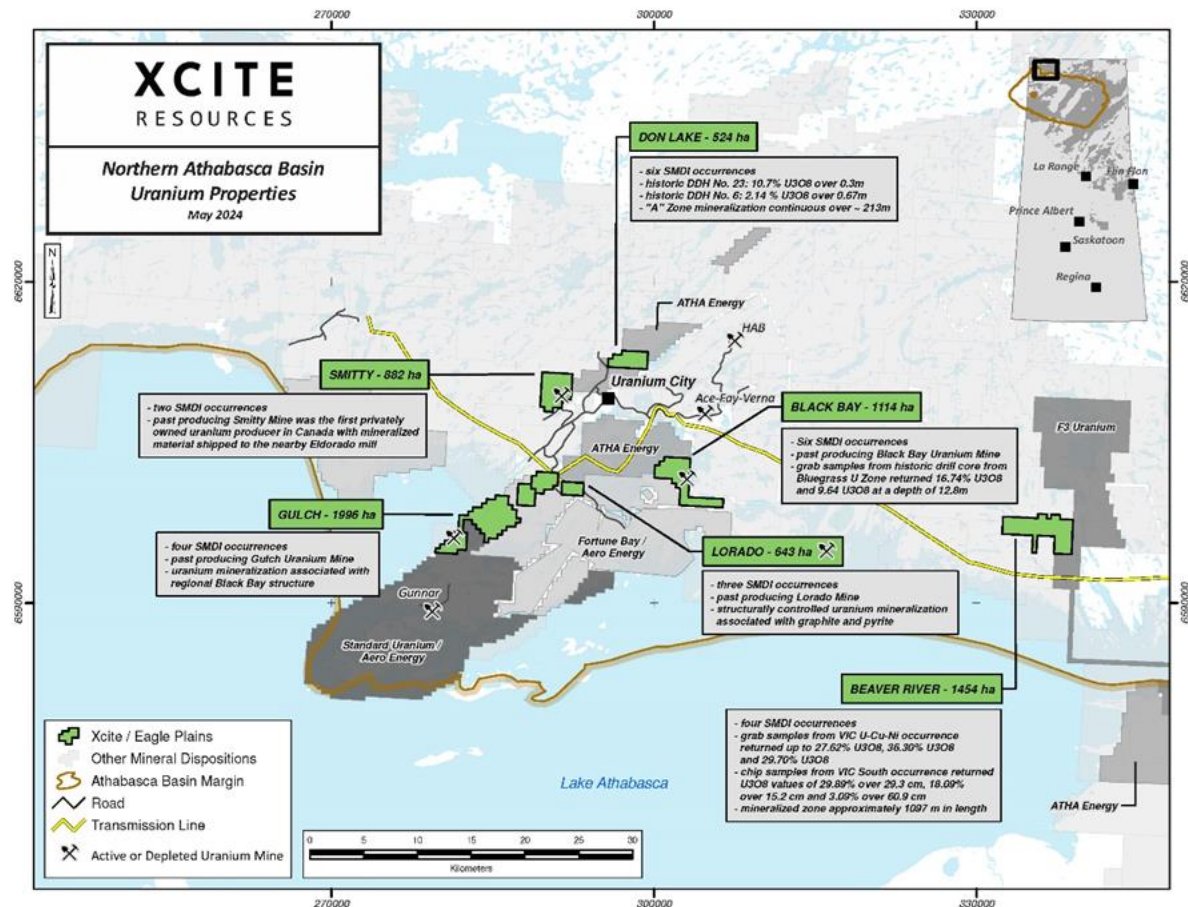 270000
300000
330000
XCITE
RESOURCES
Northern Athabasca Basin
Uranium Properties
May 2024
N
6620000
6620000
6590000
6590000
La Range
Flin Flan
Prince Albert
Saskatoon
Regina
DON LAKE - 524 ha
- six SMDI occurrences
- historic DDH No. 23: 10.7% U3O8 over 0.3m
- historic DDH No. 6: 2.14 % U3O8 over 0.67m
- "A" Zone mineralization continuous over ~ 213m
ATHA Energy
HAB
SMITTY - 882 ha
- two SMDI occurrences
- past producing Smitty Mine was the first privately
owned uranium producer in Canada with mineralized
material shipped to the nearby Eldorado mill
Uranium City
Ace-Fay-Verna
BLACK BAY - 1114 ha
- Six SMDI occurrences
- past producing Black Bay Uranium Mine
- grab samples from historic drill core from
Bluegrass U Zone returned 16.74% U3O8
and 9.64 U3O8 at a depth of 12.8m
F3 Uranium
ATHA Energy
GULCH - 1996 ha
- four SMDI occurrences
- past producing Gulch Uranium Mine
- uranium mineralization associated with
regional Black Bay structure
Fortune Bay /
Aero Energy
LORADO - 643 ha
- three SMDI occurrences
- past producing Lorado Mine
- structurally controlled uranium mineralization
associated with graphite and pyrite
Gunnar
Standard Uranium /
Aero Energy
BEAVER RIVER - 1454 ha
- four SMDI occurrences
- grab samples from VIC U-Cu-Ni occurrence
returned up to 27.62% U3O8, 36.30% U3O8
and 29.70% U3O8
- chip samples from VIC South occurrence returned
U3O8 values of 29.89% over 29.3 cm, 18.09%
over 15.2 cm and 3.09% over 60.9 cm
- mineralized zone approximately 1097 m in length
ATHA Energy
Lake Athabasca
Xcite / Eagle Plains
Other Mineral Dispositions
Athabasca Basin Margin
Road
Transmission Line
Active or Depleted Uranium Mine
0 5 10 15 20 25 30
Kilometers
270000
300000
330000